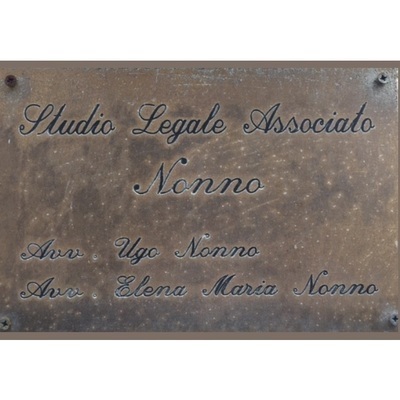 Studio Legale Associato
Nonno
Avv. Ugo Nonno
Avv. Elena Maria Nonno